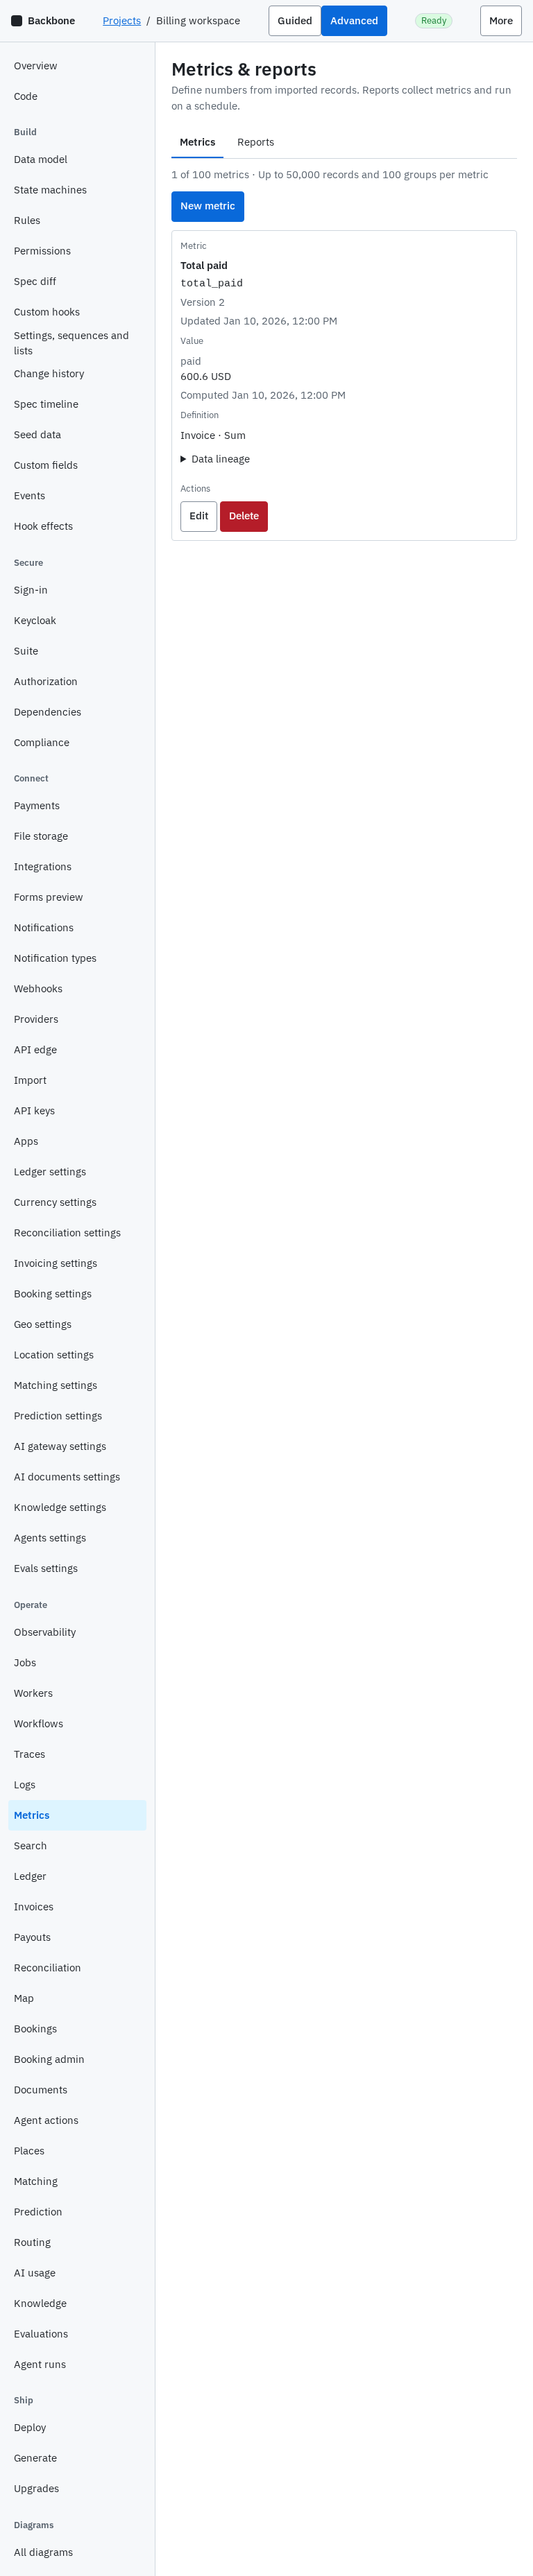 Backbone
Projects / Billing workspace
Guided
Advanced
Ready
More
Overview
Code
Build
Data model
State machines
Rules
Permissions
Spec diff
Custom hooks
Settings, sequences and
lists
Change history
Spec timeline
Seed data
Custom fields
Events
Hook effects
Secure
Sign-in
Keycloak
Suite
Authorization
Dependencies
Compliance
Connect
Payments
File storage
Integrations
Forms preview
Notifications
Notification types
Webhooks
Providers
API edge
Import
API keys
Apps
Ledger settings
Currency settings
Reconciliation settings
Invoicing settings
Booking settings
Geo settings
Location settings
Matching settings
Prediction settings
AI gateway settings
AI documents settings
Knowledge settings
Agents settings
Evals settings
Operate
Observability
Jobs
Workers
Workflows
Traces
Logs
Metrics
Search
Ledger
Invoices
Payouts
Reconciliation
Map
Bookings
Booking admin
Documents
Agent actions
Places
Matching
Prediction
Routing
AI usage
Knowledge
Evaluations
Agent runs
Ship
Deploy
Generate
Upgrades
Diagrams
All diagrams
Metrics & reports
Define numbers from imported records. Reports collect metrics and run
on a schedule.
Metrics
Reports
1 of 100 metrics · Up to 50,000 records and 100 groups per metric
New metric
Metric
Total paid
total_paid
Version 2
Updated Jan 10, 2026, 12:00 PM
Value
paid
600.6 USD
Computed Jan 10, 2026, 12:00 PM
Definition
Invoice · Sum
Data lineage
Actions
Edit
Delete